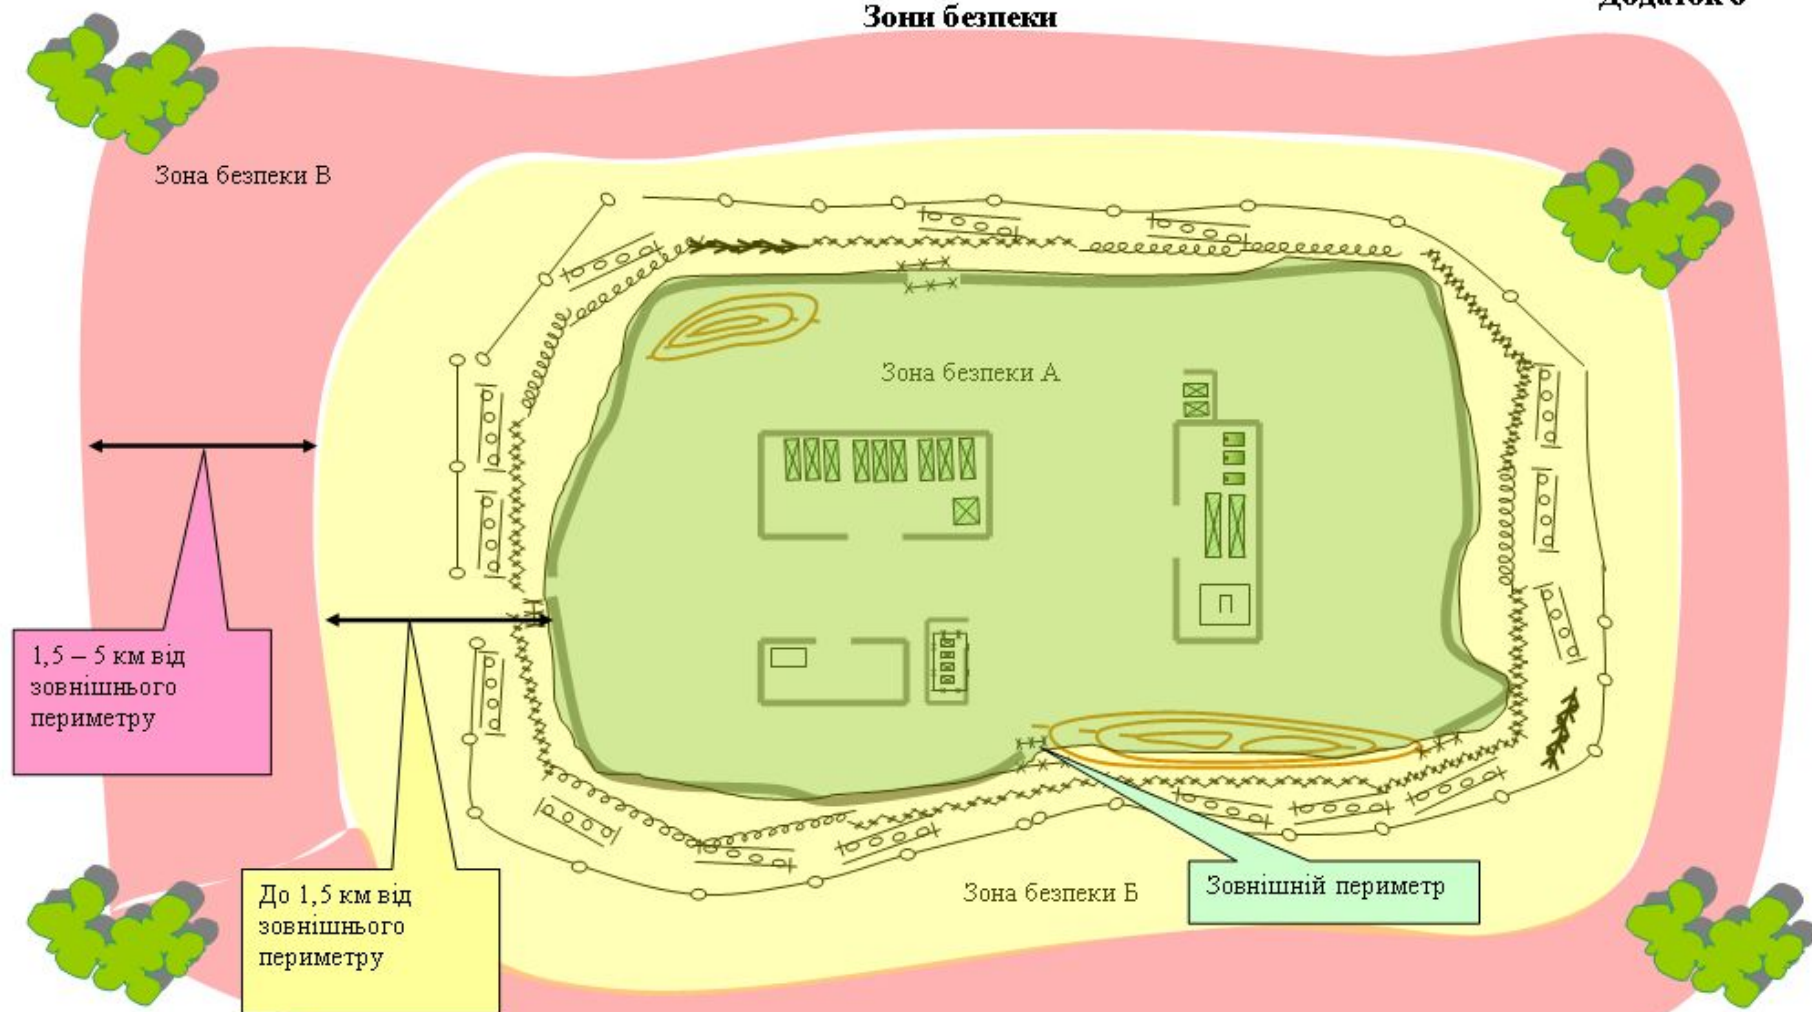 Зони безпеки
Зона безпеки В
Зона безпеки А
П
1,5 – 5 км від
зовнішнього
периметру
До 1,5 км від
зовнішнього
периметру
Зона безпеки Б
Зовнішній периметр